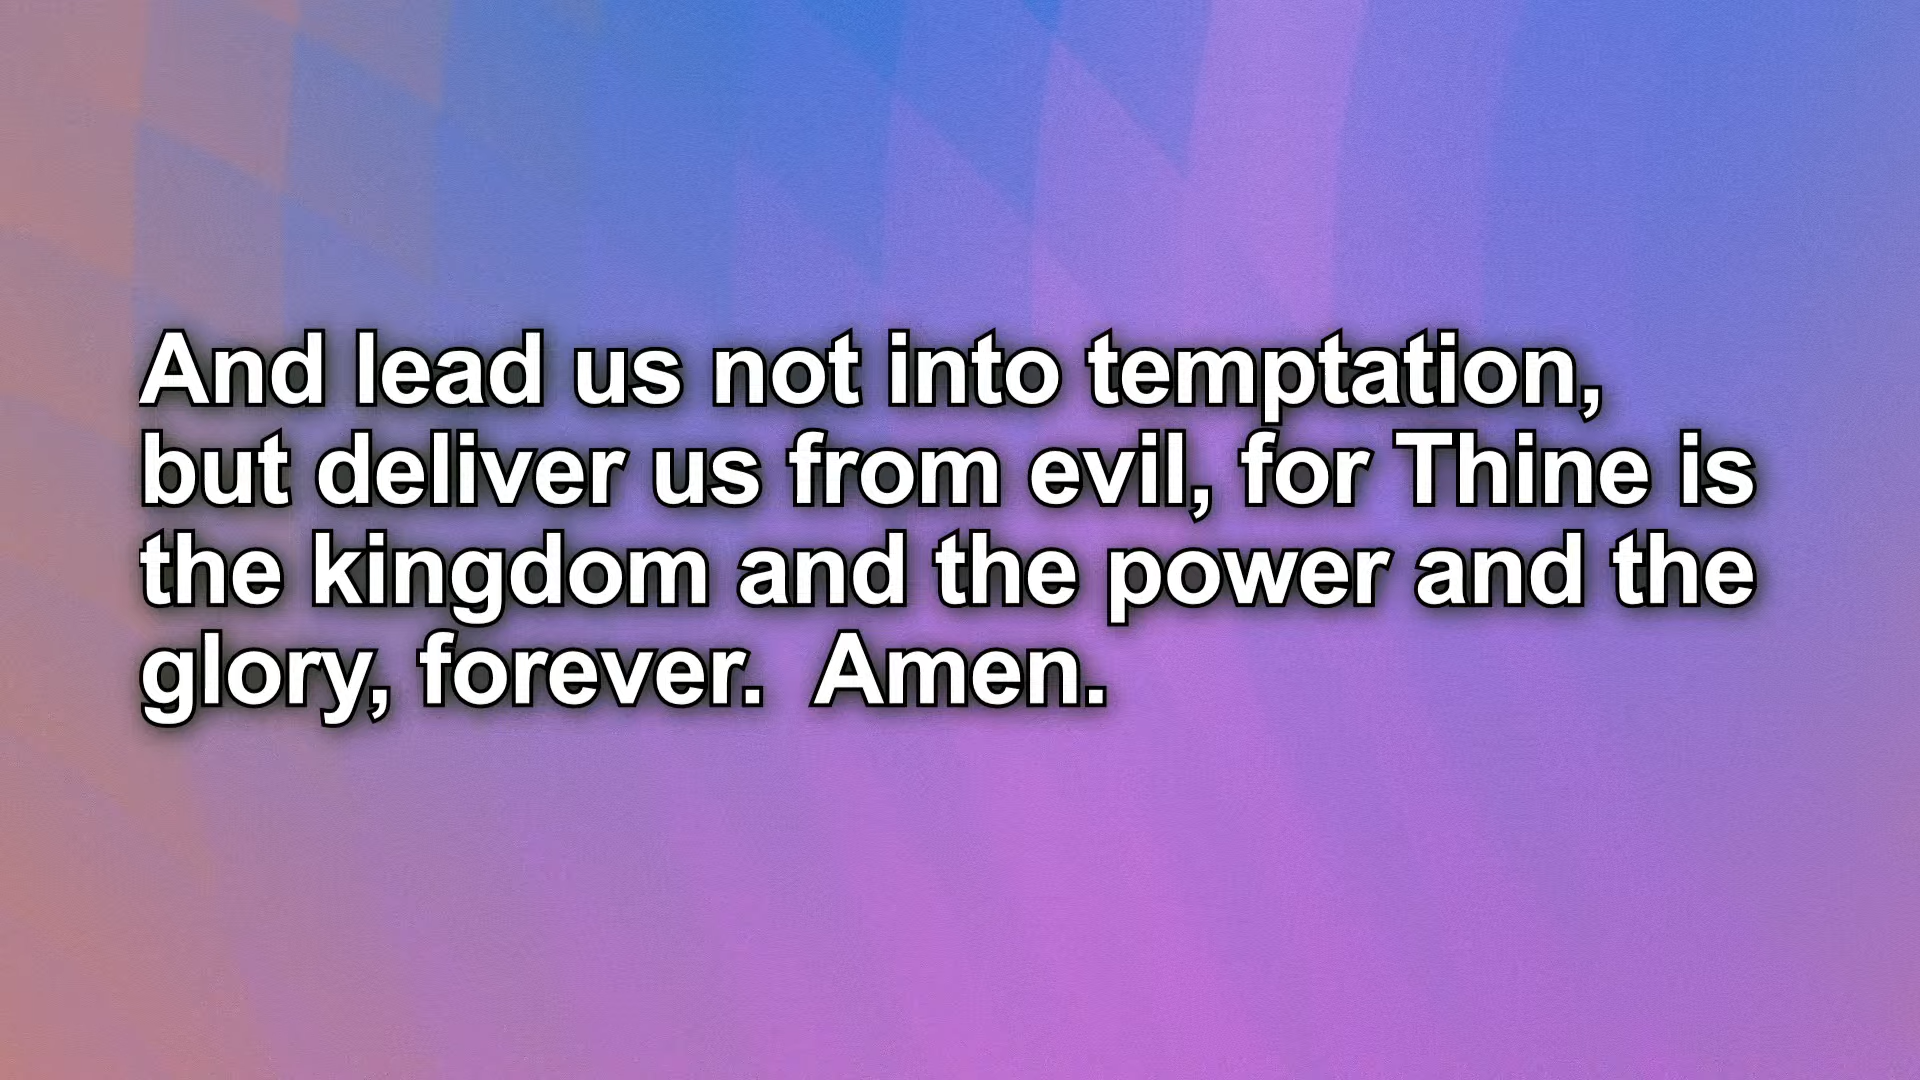 And lead us not into temptation,
but deliver us from evil, for Thine is
the kingdom and the power and the
glory, forever.  Amen.